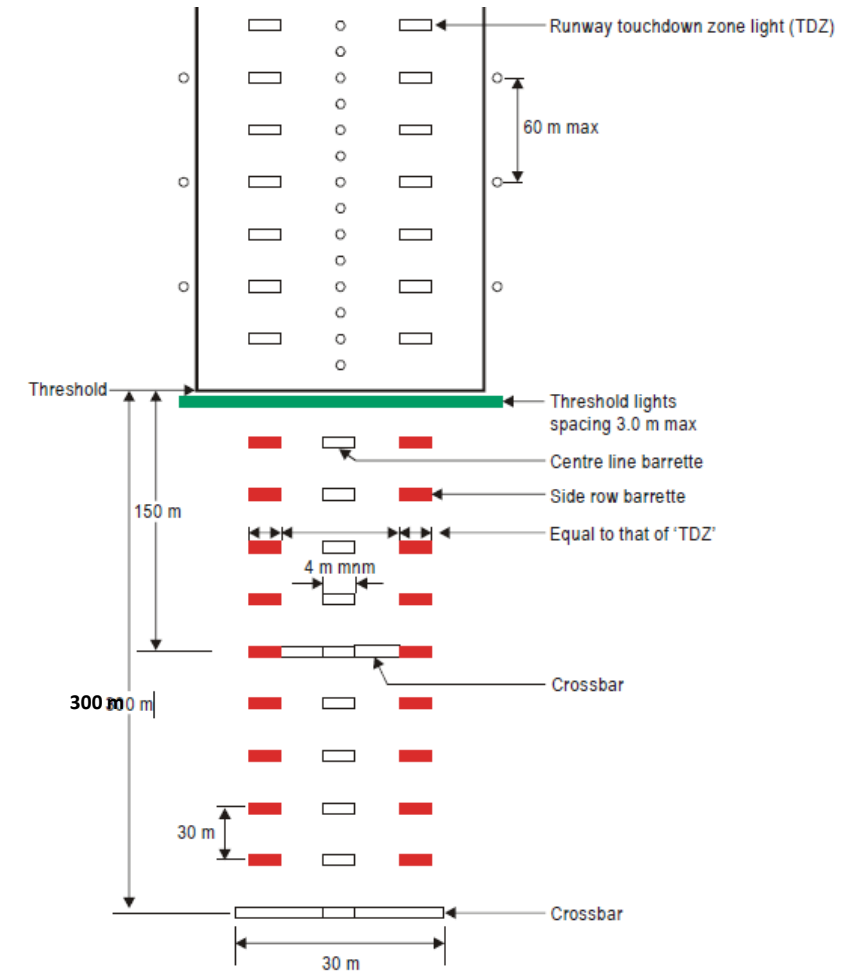 Runway touchdown zone light (TDZ)
60 m max
Threshold
Threshold lights
spacing 3.0 m max
Centre line barrette
Side row barrette
150 m
Equal to that of ‘TDZ’
4 m mnm
Crossbar
300 m
30 m
Crossbar
30 m